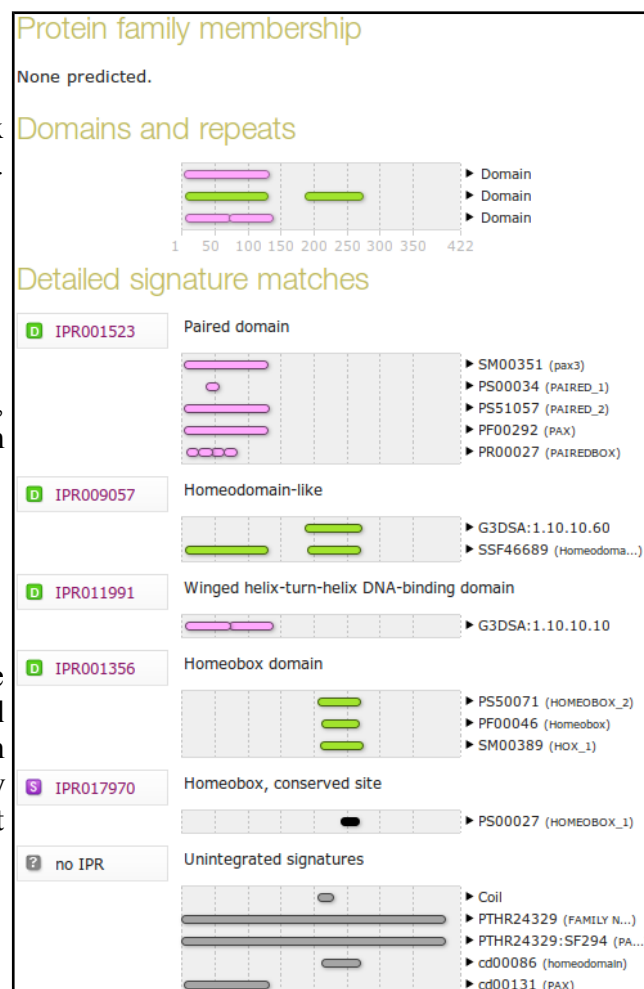 Protein family membership
None predicted.
Domains and repeats
Domain
Domain
Domain
1 50 100 150 200 250 300 350 422
Detailed signature matches
D IPR001523 Paired domain
SM00351 (pax3)
PS00034 (PAIRED_1)
PS51057 (PAIRED_2)
PF00292 (PAX)
PR00027 (PAIREDBOX)
D IPR009057 Homeodomain-like
G3DSA:1.10.10.60
SSF46689 (Homeodoma...)
D IPR011991 Winged helix-turn-helix DNA-binding domain
G3DSA:1.10.10.10
D IPR001356 Homeobox domain
PS50071 (HOMEOBOX_2)
PF00046 (Homeobox)
SM00389 (HOX_1)
S IPR017970 Homeobox, conserved site
PS00027 (HOMEOBOX_1)
? no IPR Unintegrated signatures
Coil
PTHR24329 (FAMILY N...)
PTHR24329:SF294 (PA...
cd00086 (homeodomain)
cd00131 (PAX)